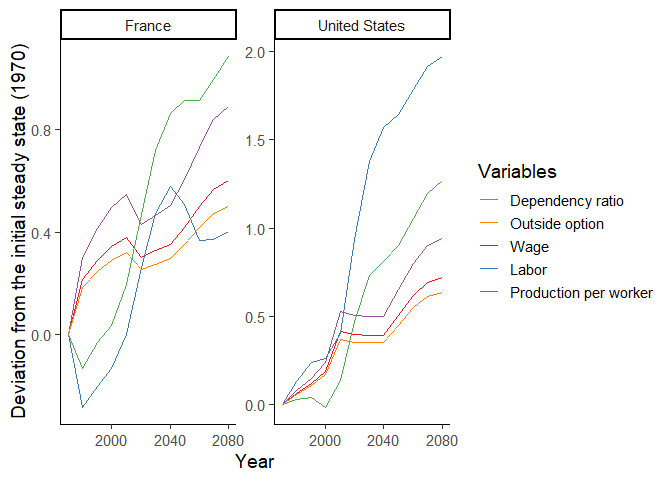 France
United States
Deviation from the initial steady state (1970)
0.8
0.4
0.0
2.0
1.5
1.0
0.5
0.0
2000
2040
2080
2000
2040
2080
Year
Variables
Dependency ratio
Outside option
Wage
Labor
Production per worker